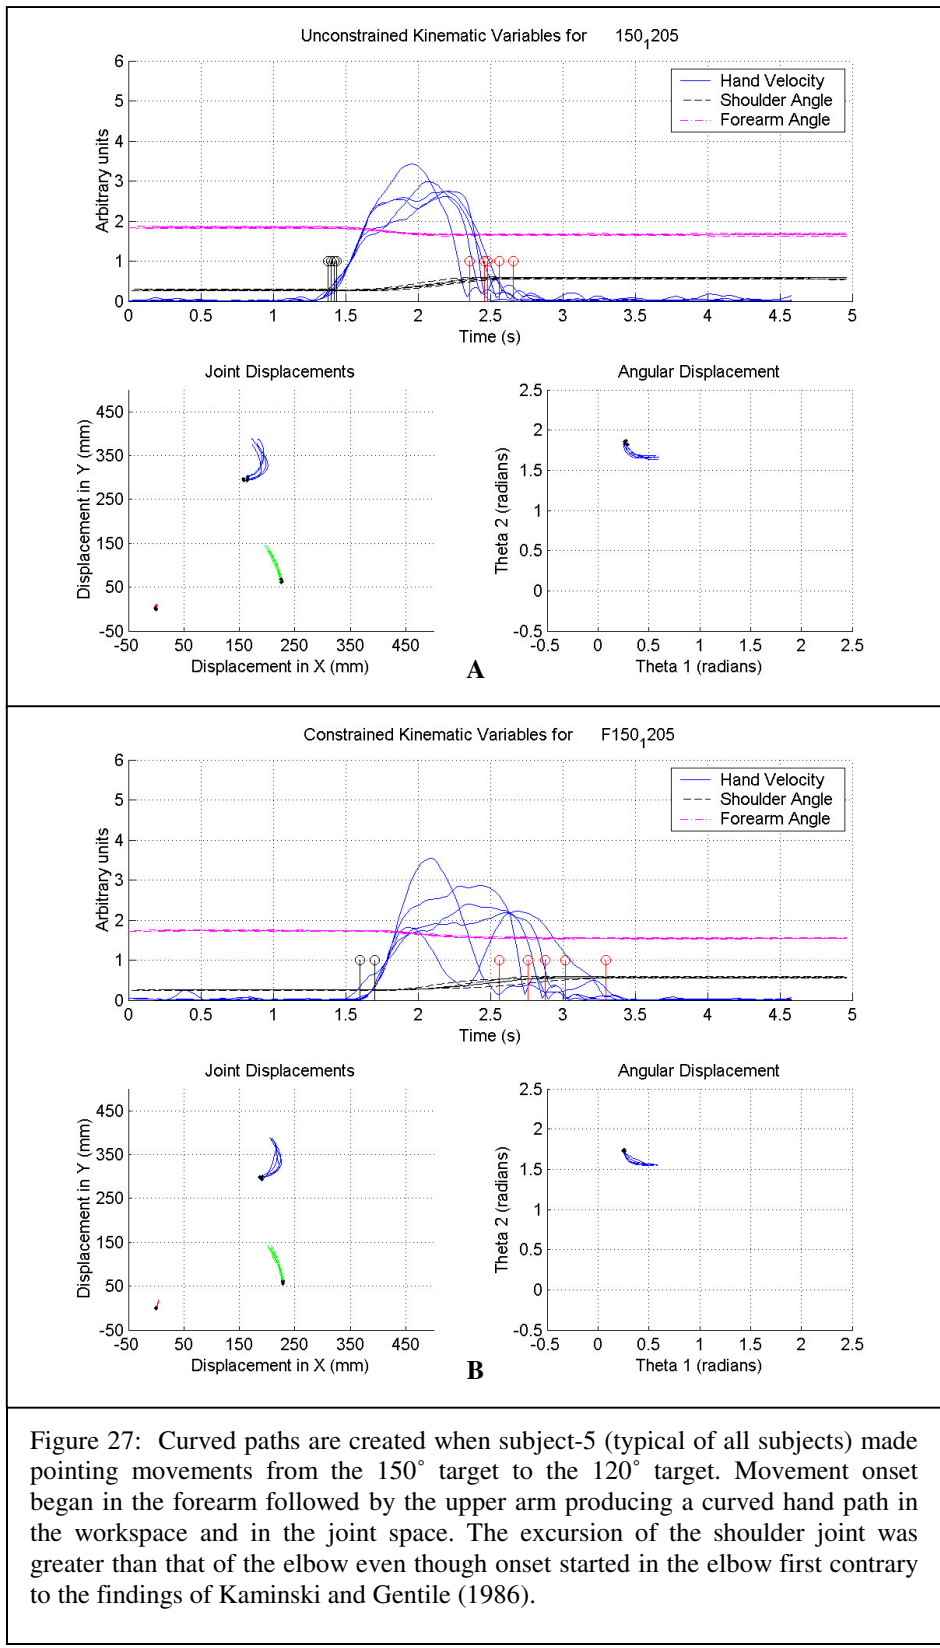 Unconstrained Kinematic Variables for 150₁205
6
5
4
3
2
1
0
Arbitrary units
Hand Velocity
Shoulder Angle
Forearm Angle
0 0.5 1 1.5 2 2.5 3 3.5 4 4.5 5
Time (s)
Joint Displacements
450
350
250
150
50
-50
Displacement in Y (mm)
-50 50 150 250 350 450
Displacement in X (mm)
Angular Displacement
2.5
2
1.5
1
0.5
0
-0.5
Theta 2 (radians)
-0.5 0 0.5 1 1.5 2 2.5
Theta 1 (radians)
A
Constrained Kinematic Variables for F150₁205
6
5
4
3
2
1
0
Arbitrary units
Hand Velocity
Shoulder Angle
Forearm Angle
0 0.5 1 1.5 2 2.5 3 3.5 4 4.5 5
Time (s)
Joint Displacements
450
350
250
150
50
-50
Displacement in Y (mm)
-50 50 150 250 350 450
Displacement in X (mm)
Angular Displacement
2.5
2
1.5
1
0.5
0
-0.5
Theta 2 (radians)
-0.5 0 0.5 1 1.5 2 2.5
Theta 1 (radians)
B
Figure 27: Curved paths are created when subject-5 (typical of all subjects) made
pointing movements from the 150˚ target to the 120˚ target. Movement onset
began in the forearm followed by the upper arm producing a curved hand path in
the workspace and in the joint space. The excursion of the shoulder joint was
greater than that of the elbow even though onset started in the elbow first contrary
to the findings of Kaminski and Gentile (1986).